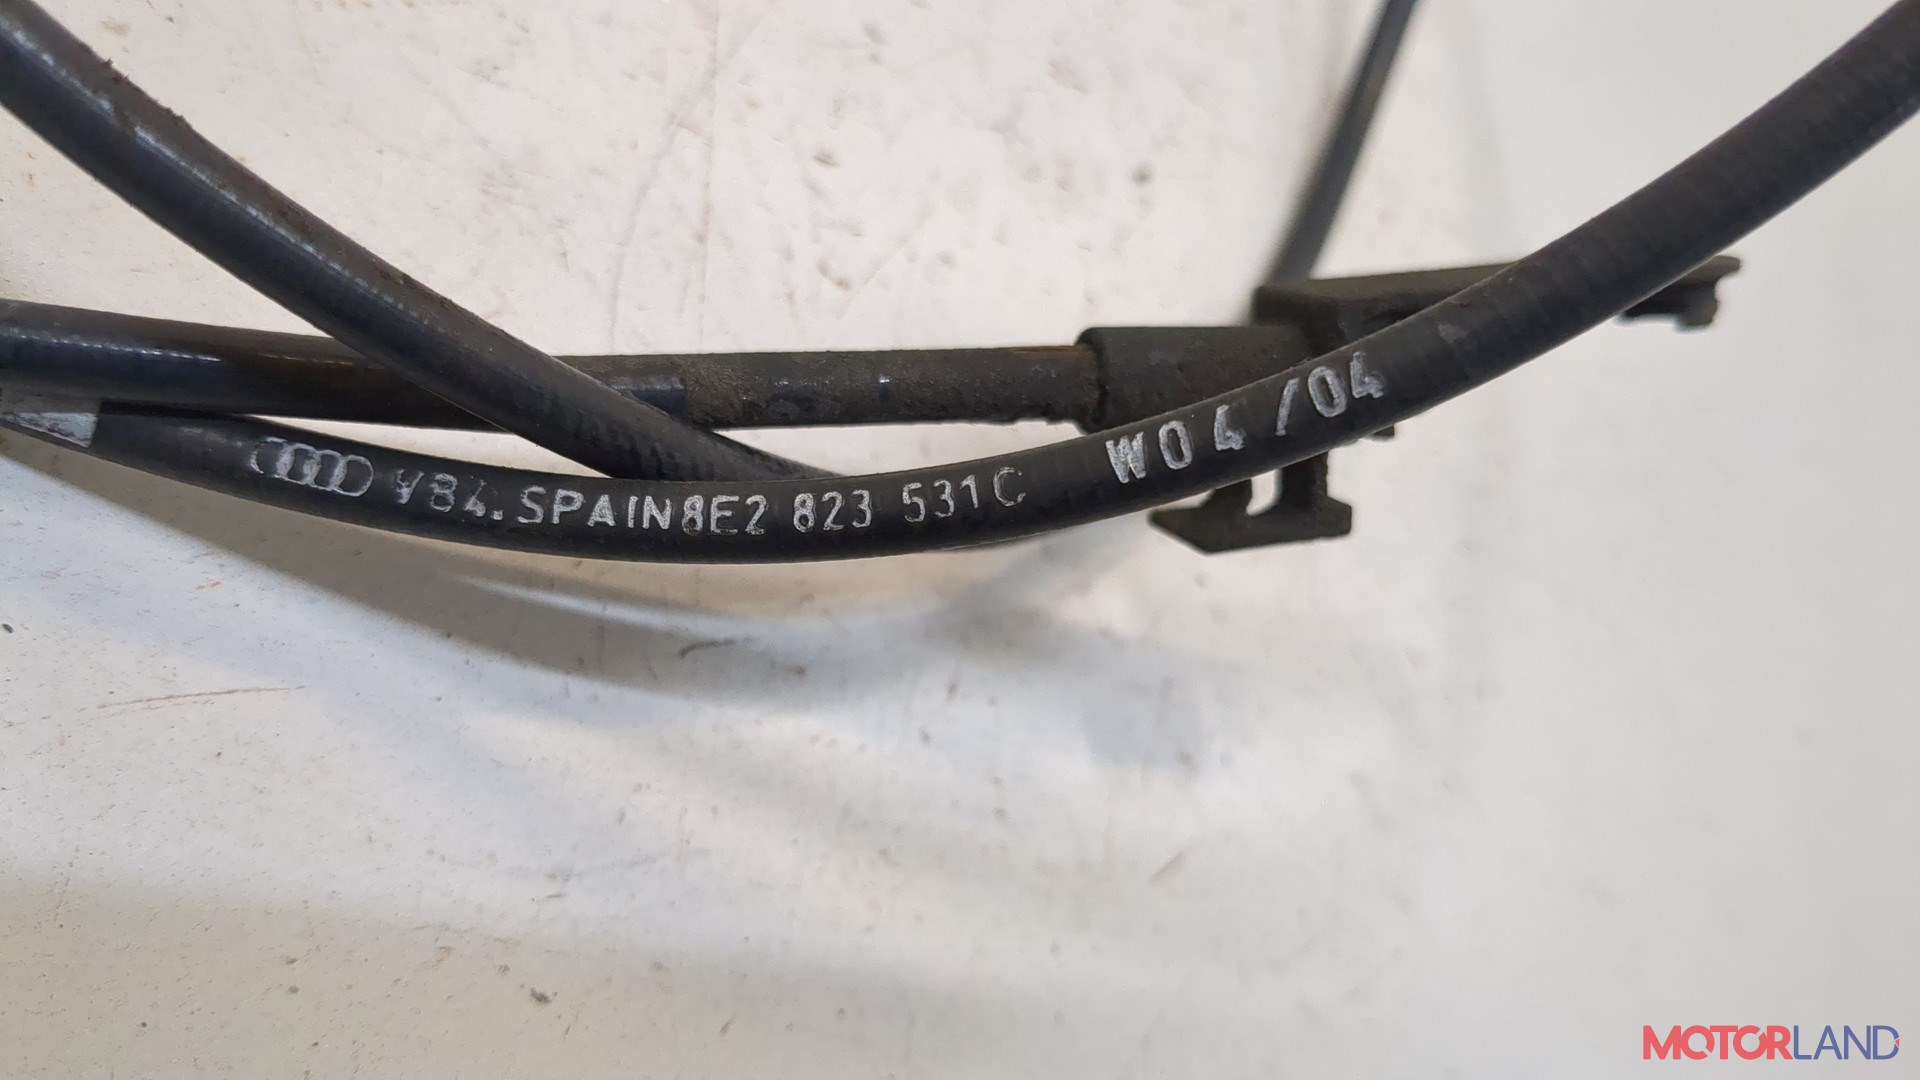 V84.SPAIN8E2 823 531C W04/04
MOTORLAND